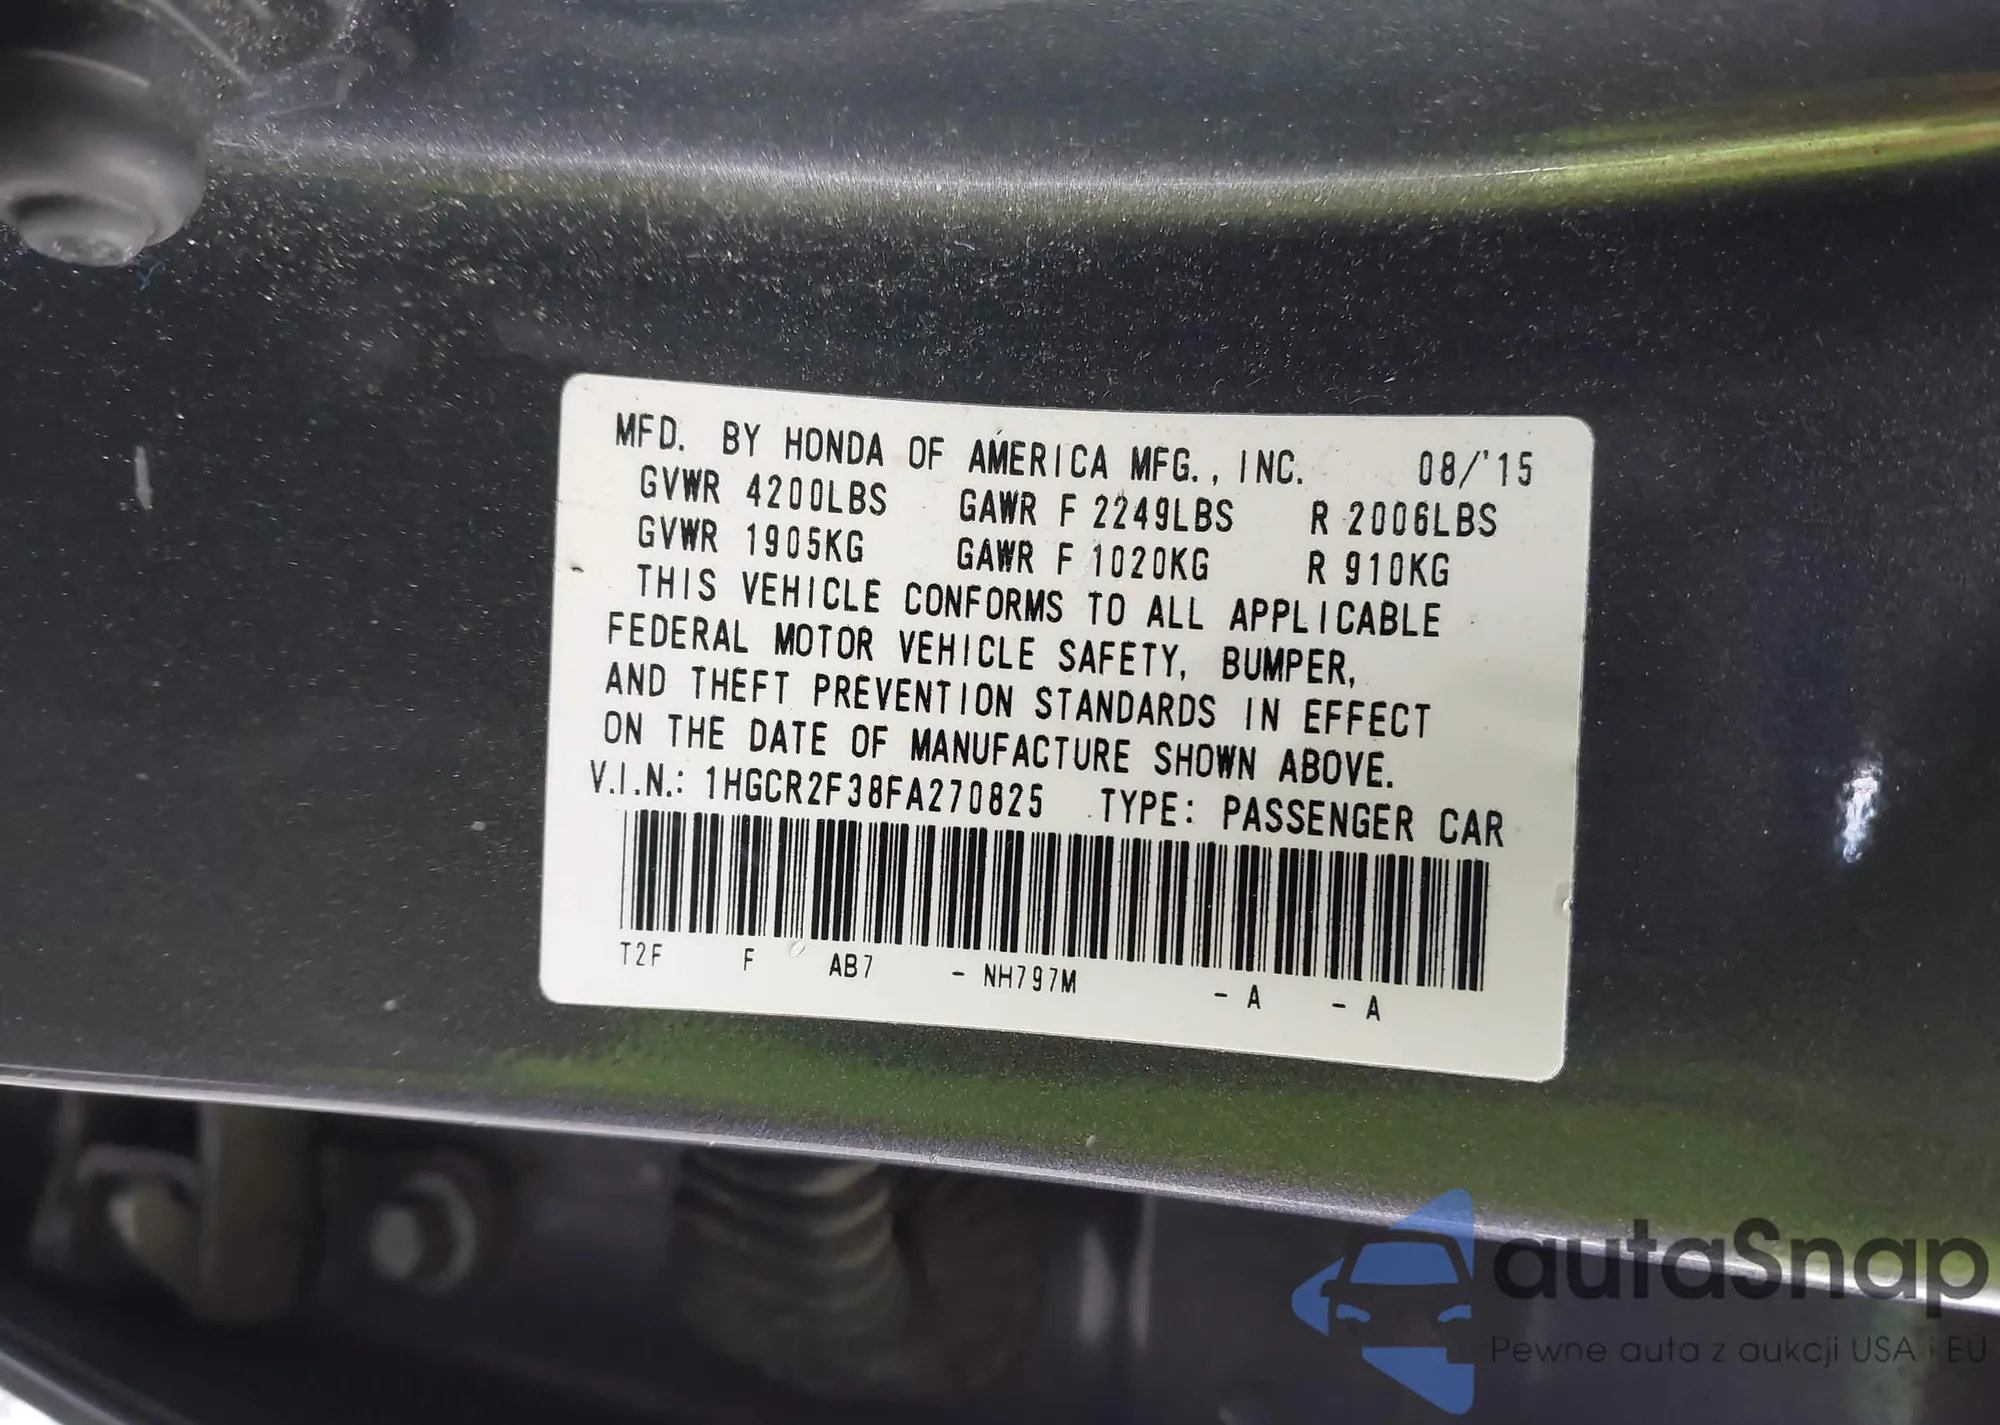 MFD. BY HONDA OF AMERICA MFG., INC. 08/'15
GVWR 4200LBS GAWR F 2249LBS R 2006LBS
GVWR 1905KG GAWR F 1020KG R 910KG
THIS VEHICLE CONFORMS TO ALL APPLICABLE
FEDERAL MOTOR VEHICLE SAFETY, BUMPER,
AND THEFT PREVENTION STANDARDS IN EFFECT
ON THE DATE OF MANUFACTURE SHOWN ABOVE.
V.I.N.: 1HGCR2F38FA270825 TYPE: PASSENGER CAR
T2F F AB7 - NH797M - A - A
autaSnap
Pewne auta z aukcji USA i EU